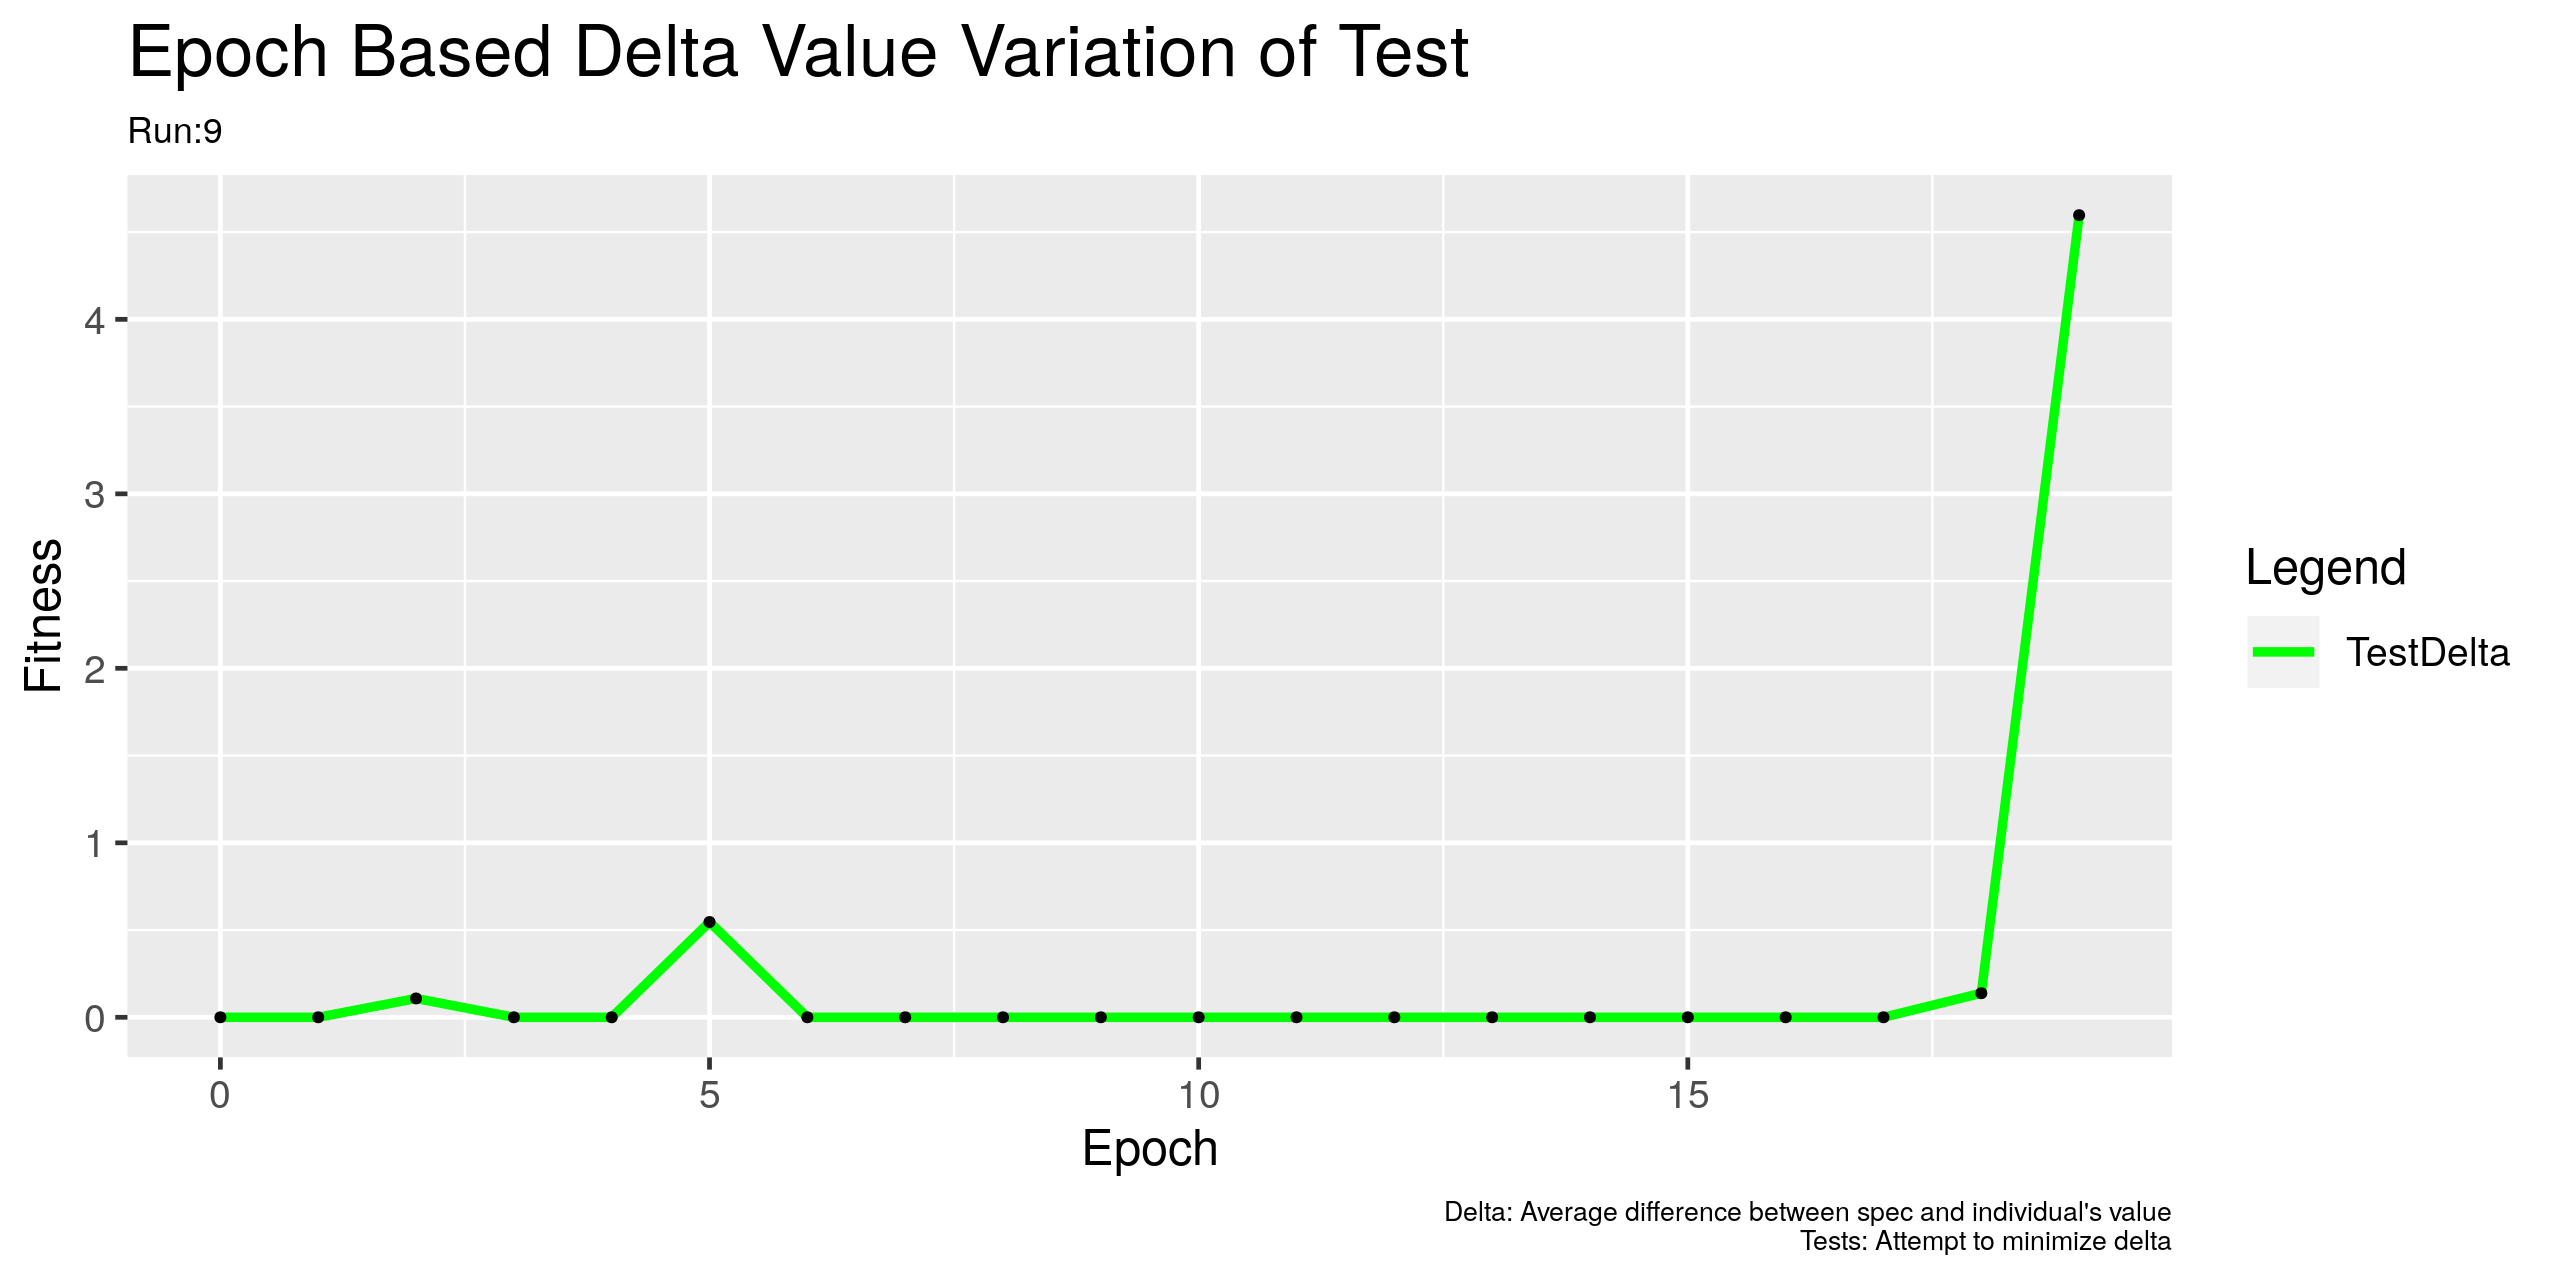 Epoch Based Delta Value Variation of Test
Run:9
4
3
2
1
0
Fitness
0 5 10 15
Epoch
Legend
TestDelta
Delta: Average difference between spec and individual's value
Tests: Attempt to minimize delta